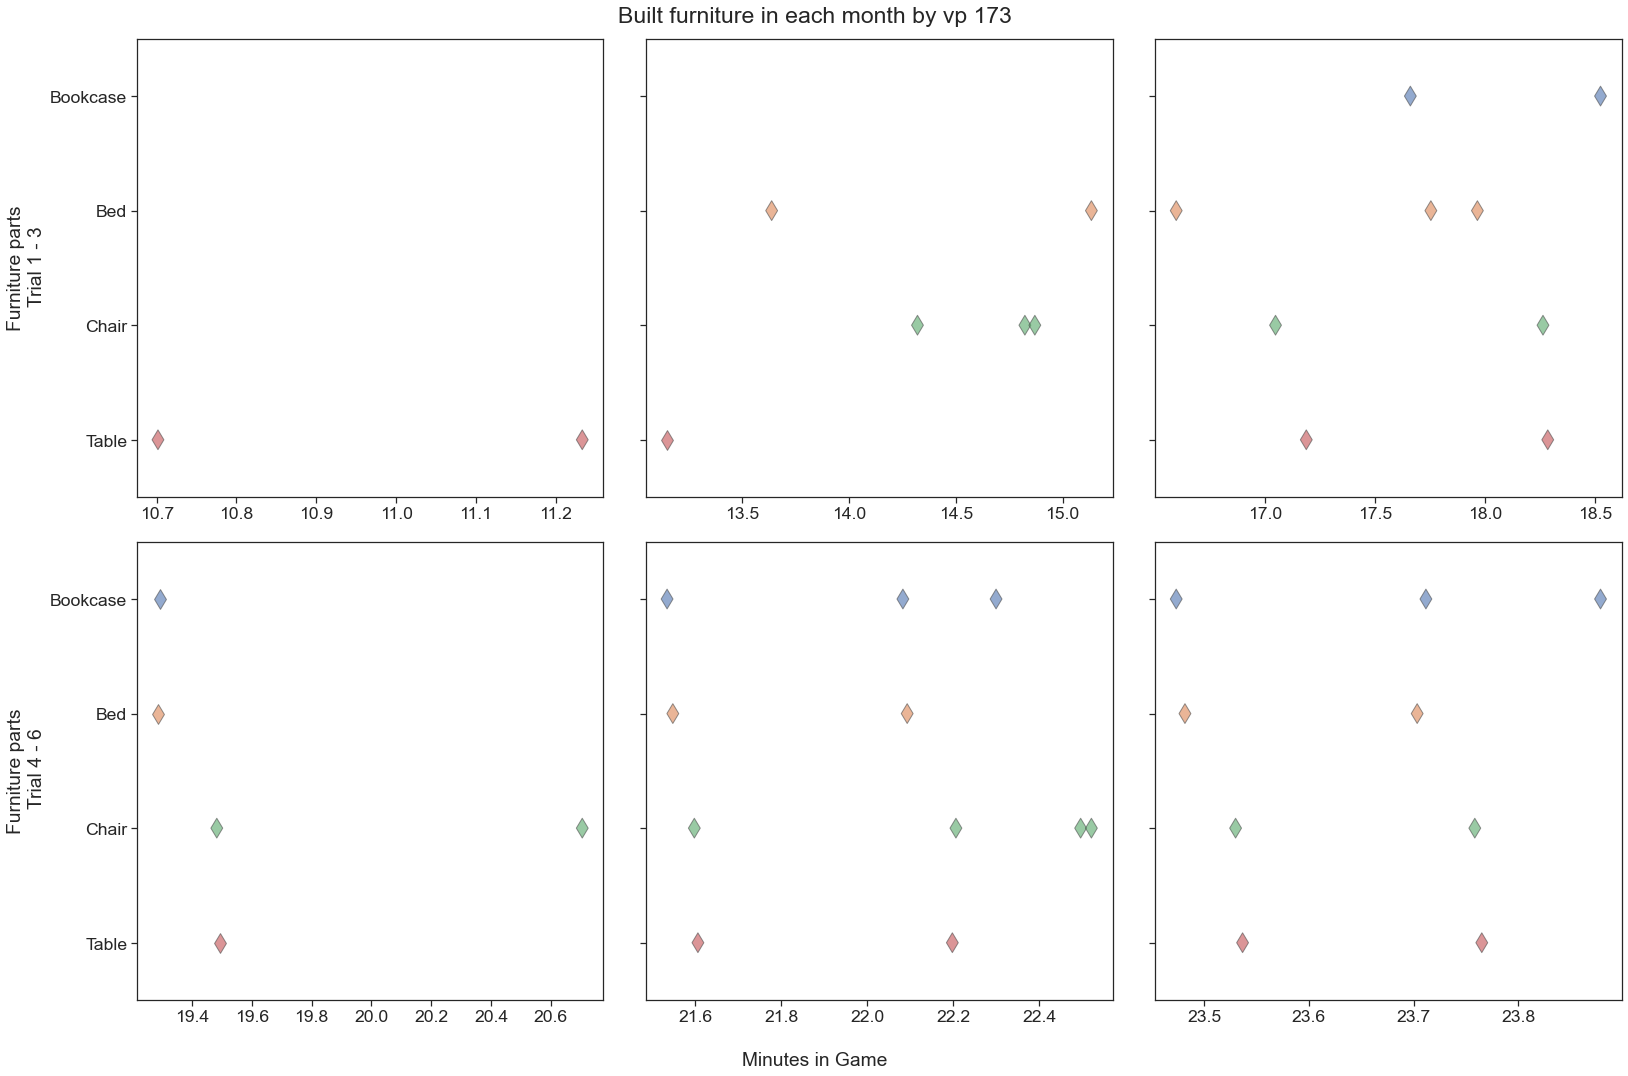 Built furniture in each month by vp 173
Furniture parts
Trial 1 - 3
Bookcase
Bed
Chair
Table
10.7 10.8 10.9 11.0 11.1 11.2
13.5 14.0 14.5 15.0
17.0 17.5 18.0 18.5
Furniture parts
Trial 4 - 6
Bookcase
Bed
Chair
Table
19.4 19.6 19.8 20.0 20.2 20.4 20.6
21.6 21.8 22.0 22.2 22.4
23.5 23.6 23.7 23.8
Minutes in Game